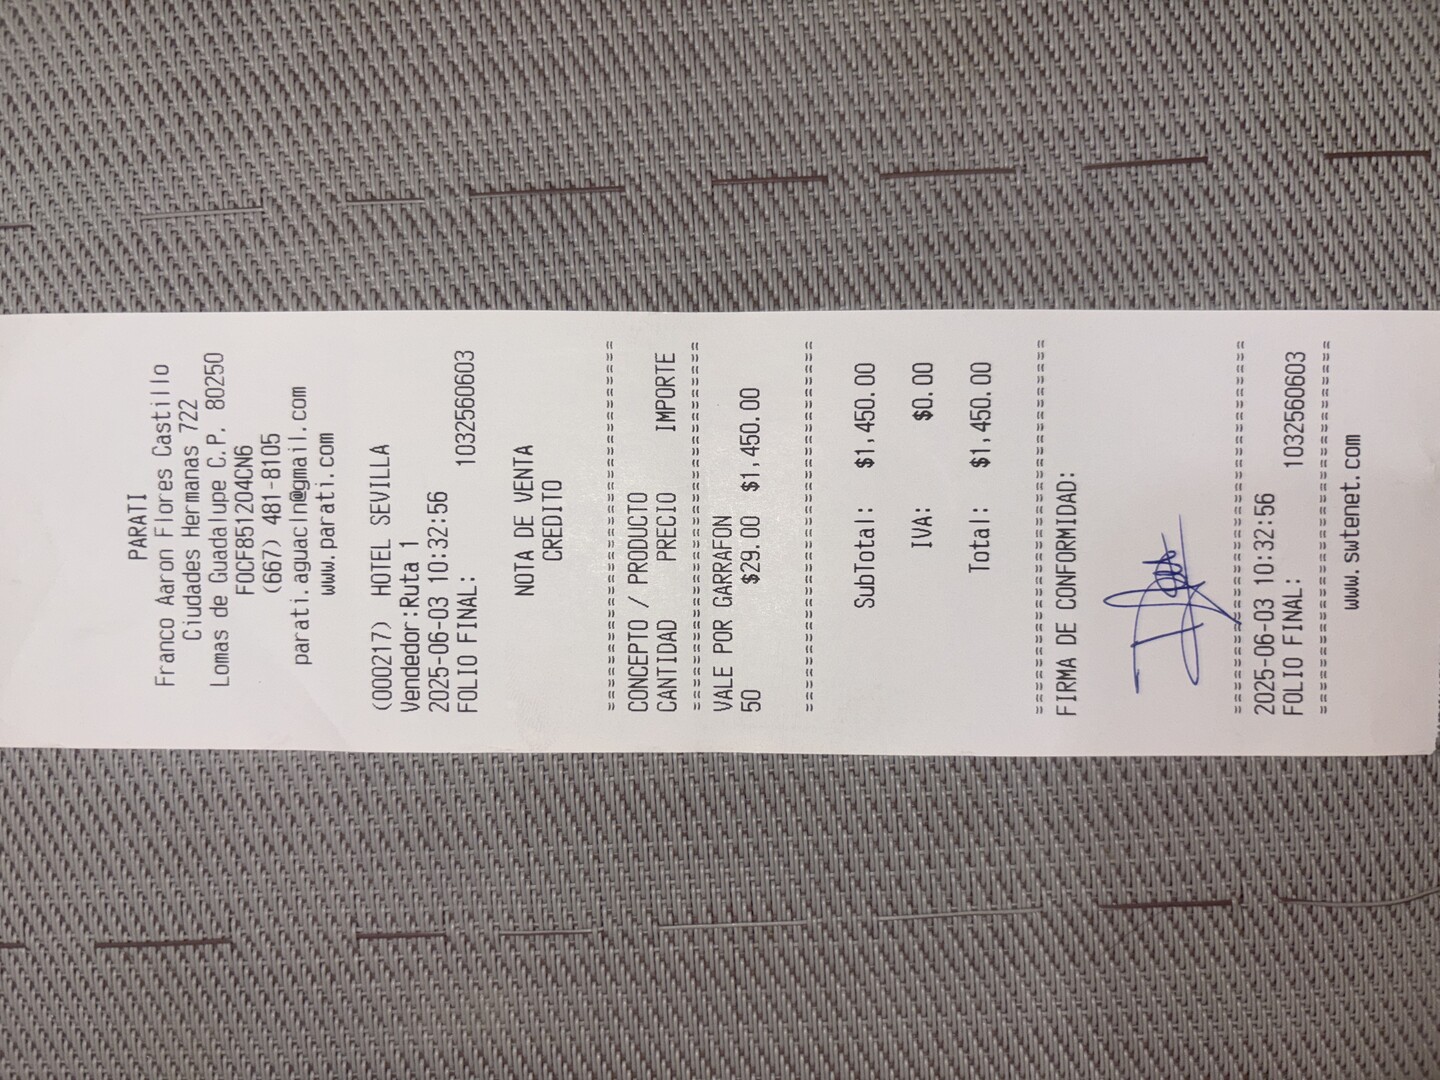 PARATI
Franco Aaron Flores Castillo
Ciudades Hermanas 722
Lomas de Guadalupe C.P. 80250
FOCF851204CN6
(667) 481-8105
parati.aguacln@gmail.com
www.parati.com
(000217) HOTEL SEVILLA
Vendedor:Ruta 1
2025-06-03 10:32:56
FOLIO FINAL: 1032560603
NOTA DE VENTA
CREDITO
CONCEPTO / PRODUCTO
CANTIDAD PRECIO IMPORTE
VALE POR GARRAFON
50 $29.00 $1,450.00
SubTotal: $1,450.00
IVA: $0.00
Total: $1,450.00
FIRMA DE CONFORMIDAD:
2025-06-03 10:32:56
FOLIO FINAL: 1032560603
www.swtenet.com